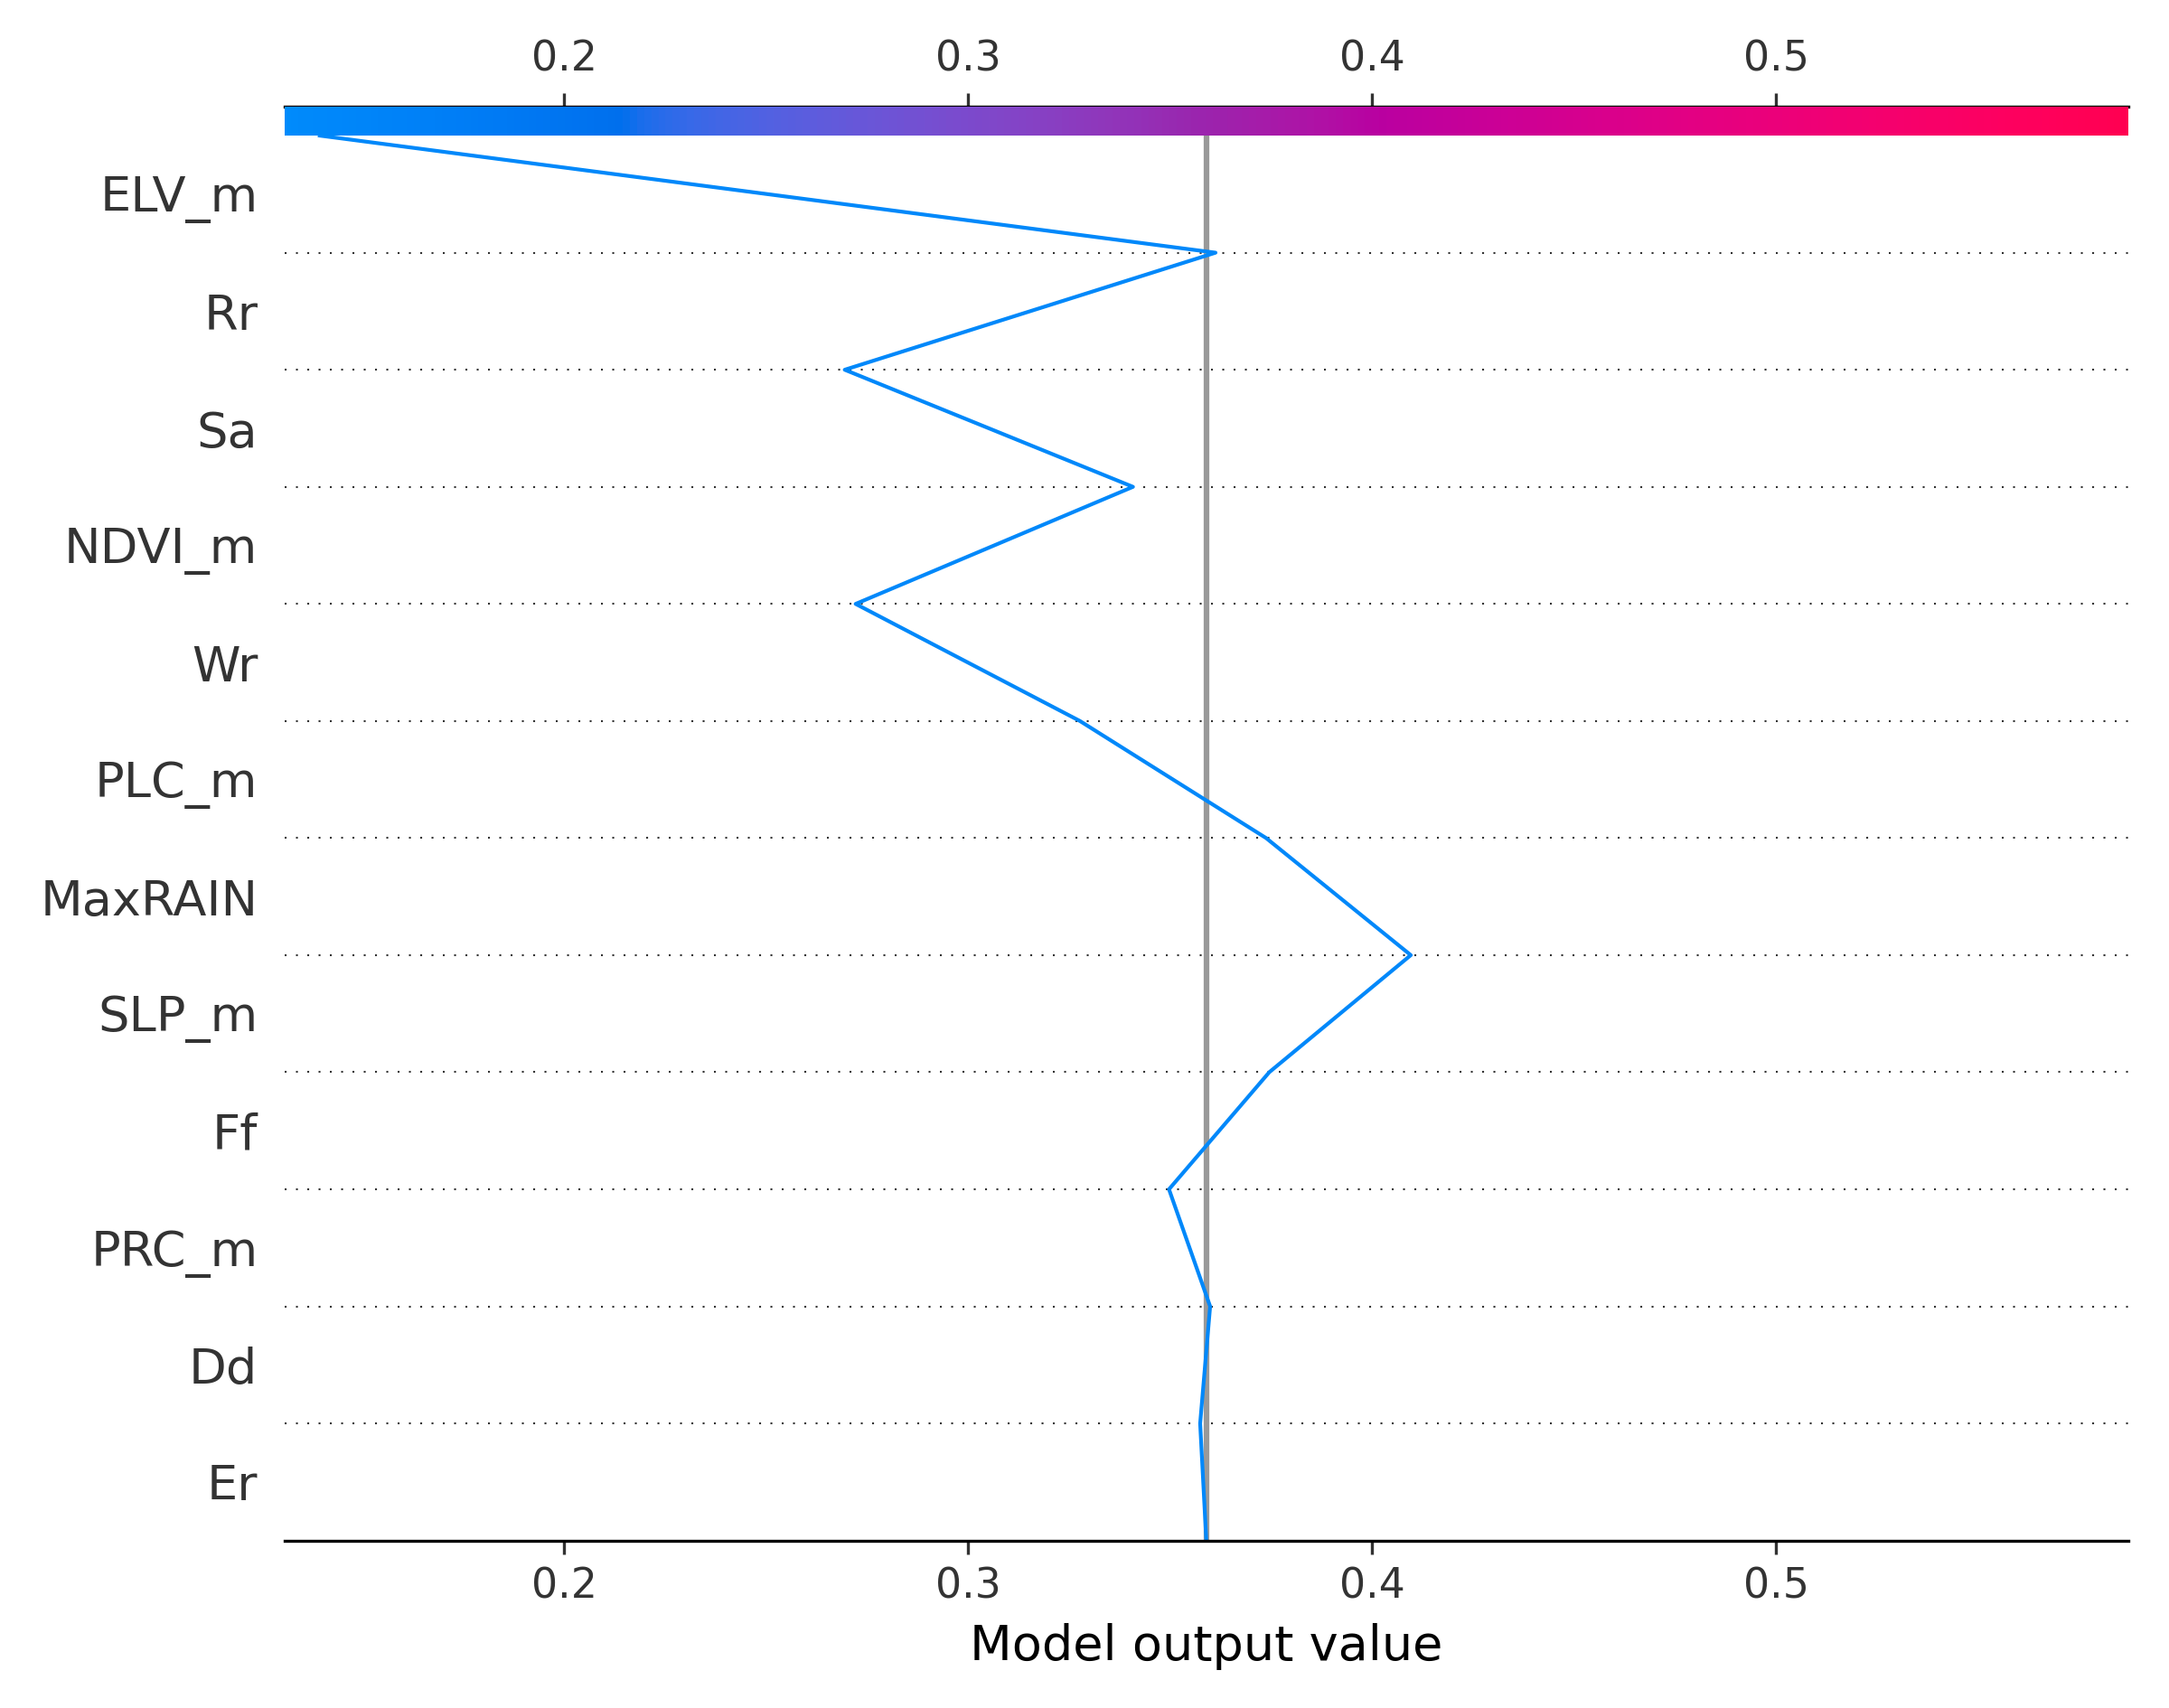 0.2 0.3 0.4 0.5
ELV_m
Rr
Sa
NDVI_m
Wr
PLC_m
MaxRAIN
SLP_m
Ff
PRC_m
Dd
Er
0.2 0.3 0.4 0.5
Model output value